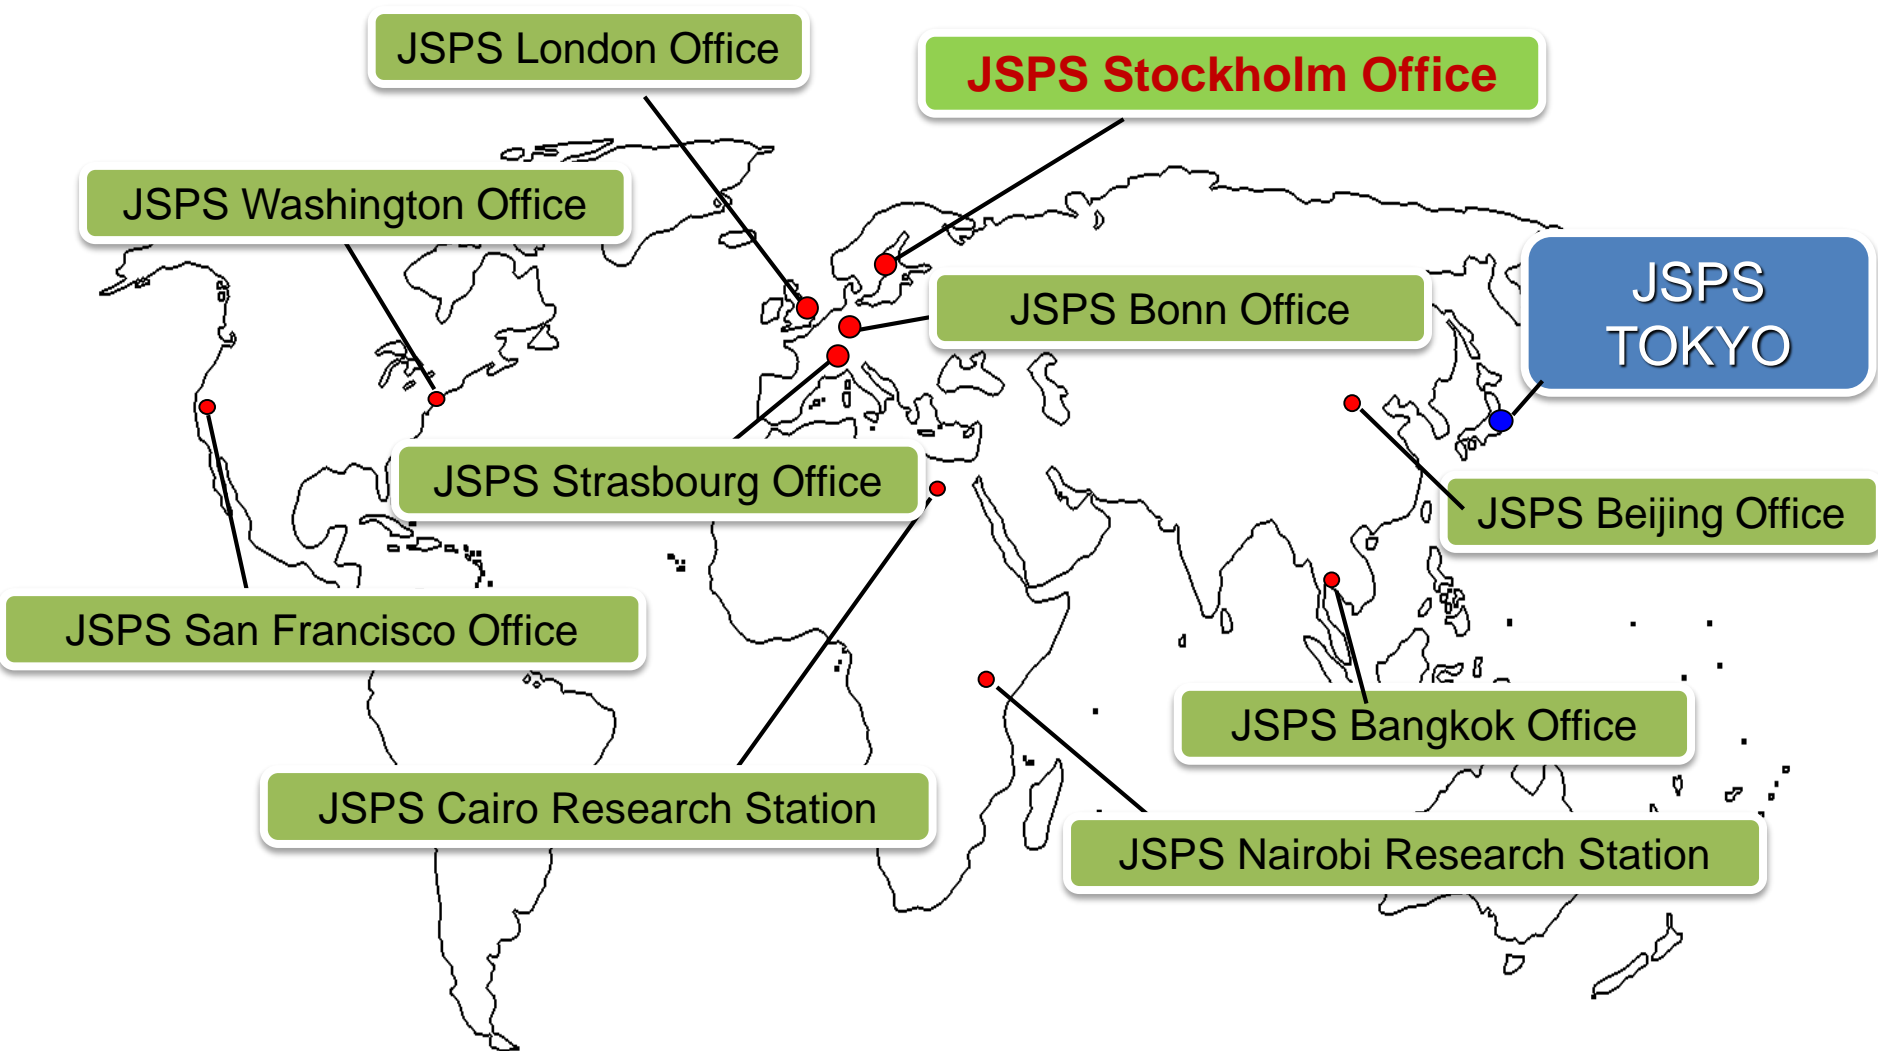 JSPS London Office
JSPS Stockholm Office
JSPS Washington Office
JSPS Bonn Office
JSPS
TOKYO
JSPS Strasbourg Office
JSPS Beijing Office
JSPS San Francisco Office
JSPS Bangkok Office
JSPS Cairo Research Station
JSPS Nairobi Research Station